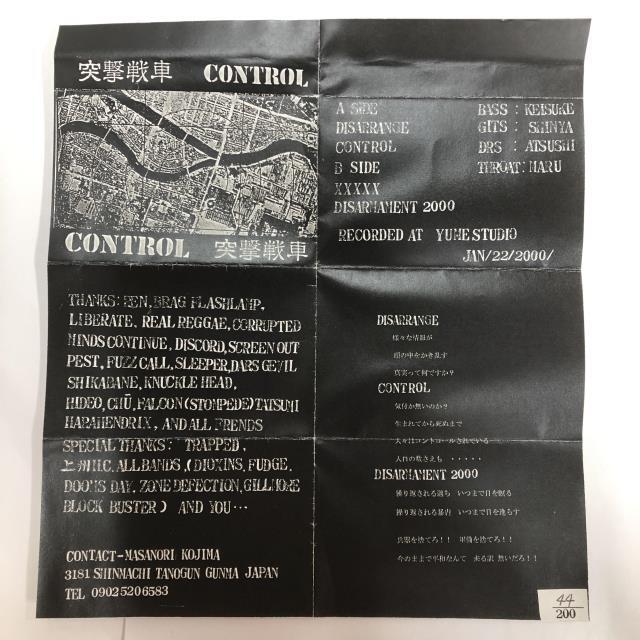 突撃戦車 CONTROL
CONTROL 突撃戦車
A SIDE
DISARRANGE
CONTROL
B SIDE
XXXXX
DISARMAMENT 2000
BASS : KEISUKE
GITS : SHINYA
DRS : ATSUSHI
THROAT: HARU
RECORDED AT YUME STUDIO
JAN/22/2000/
THANKS: BRAG FLASHLAMP,
LIBERATE, REAL REGGAE, CORRUPTED
MINDS CONTINUE, DISCORD, SCREEN OUT
PEST, FUZZ CALL, SLEEPER,
SHIKABANE, KNUCKLE HEAD,
HIDEO, CHŪ, FALCON (STOMPEDE) TATSUMI
HARAHENDRIX, AND ALL FRENDS
SPECIAL THANKS: TRAPPED,
上州H.C. ALL BANDS, (DIOXINS, FUDGE,
DOOMS DAY. ZONE DEFECTION, GILLMORE
BLOCK BUSTER) AND YOU…
CONTACT-MASANORI KOJIMA
3181 SHINMACHI TANOGUN GUNMA JAPAN
TEL 09025206583
DISARRANGE
様々な情報が
頭の中をかき乱す
真実って何ですか?
CONTROL
気付か無いのか?
生まれてから死ぬまで
人々はコントロールされている
人口の数さえも ・・・・・
DISARMAMENT 2000
繰り返される過ち いつまで目を瞑る
繰り返される いつまで目を逸らす
兵器を捨てろ!! 軍備を捨てろ!!
今のままで平和なんて 来る訳 無いだろ!!
44
200